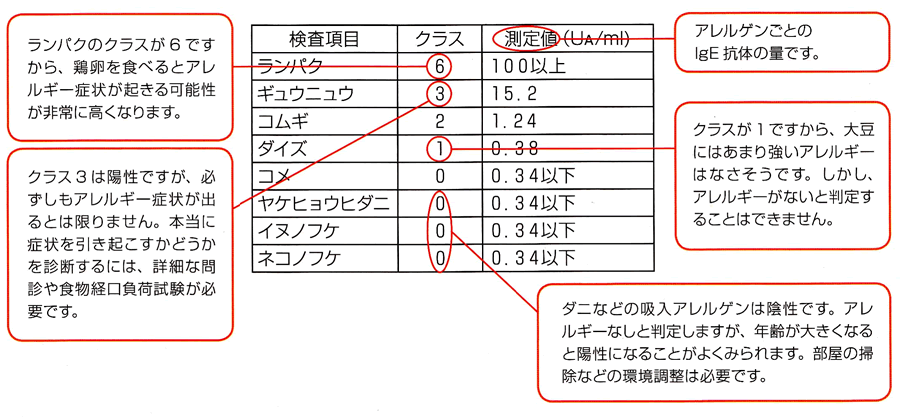 ランパクのクラスが6です
から、鶏卵を食べるとアレ
ルギー症状が起きる可能性
が非常に高くなります。
クラス3は陽性ですが、必
ずしもアレルギー症状が出
るとは限りません。本当に
症状を引き起こすかどうか
を診断するには、詳細な問
診や食物経口負荷試験が必
要です。
検査項目 クラス 測定値(UA/ml)
ランパク 6 100以上
ギュウニュウ 3 15.2
コムギ 2 1.24
ダイズ 1 0.38
コメ 0 0.34以下
ヤケヒョウヒダニ 0 0.34以下
イヌノフケ 0 0.34以下
ネコノフケ 0 0.34以下
アレルゲンごとの
IgE抗体の量です。
クラスが1ですから、大豆
にはあまり強いアレルギー
はなさそうです。しかし、
アレルギーがないと判定す
ることはできません。
ダニなどの吸入アレルゲンは陰性です。アレ
ルギーなしと判定しますが、年齢が大きくなる
と陽性になることがよくみられます。部屋の掃
除などの環境調整は必要です。